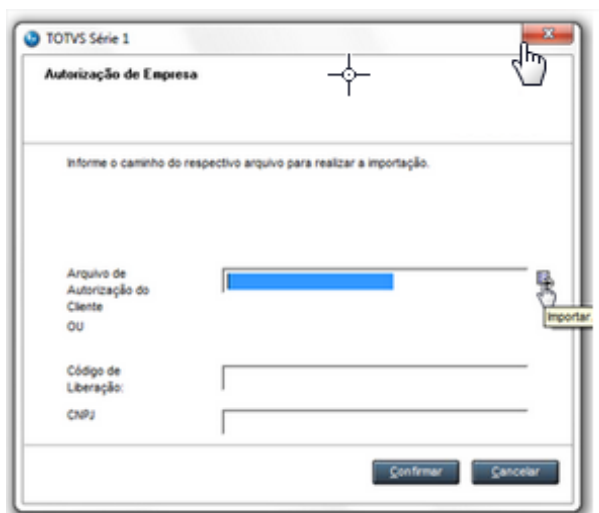 TOTVS Série 1
Autorização de Empresa
Informe o caminho do respectivo arquivo para realizar a importação.
Arquivo de
Autorização do
Cliente
OU
Importar
Código de
Liberação:
CNPJ
Confirmar Cancelar